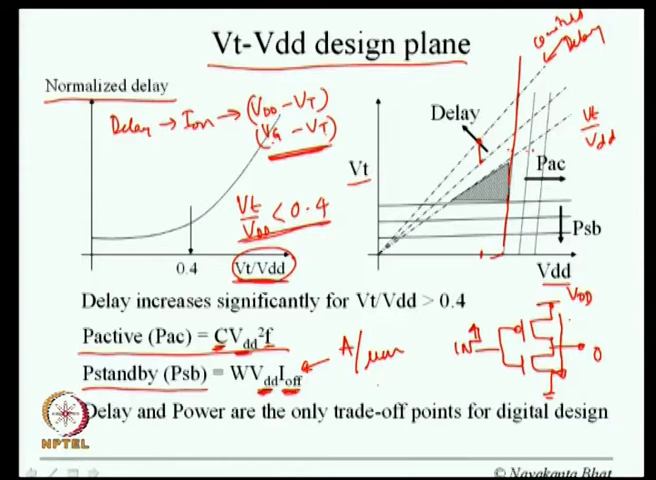 Vt-Vdd design plane
Normalized delay
Delay → Ion → (VDD - VT)
(VG - VT)
Vt/VDD < 0.4
0.4
Vt/Vdd
constant
Delay
Delay
Vt/Vdd
Vt
Pac
Psb
Vdd
Delay increases significantly for Vt/Vdd > 0.4
VDD
Pactive (Pac) = CVdd²f
IN
O
Pstandby (Psb) = WVddIoff
A/μm
Delay and Power are the only trade-off points for digital design
NPTEL
© Navakanta Bhat